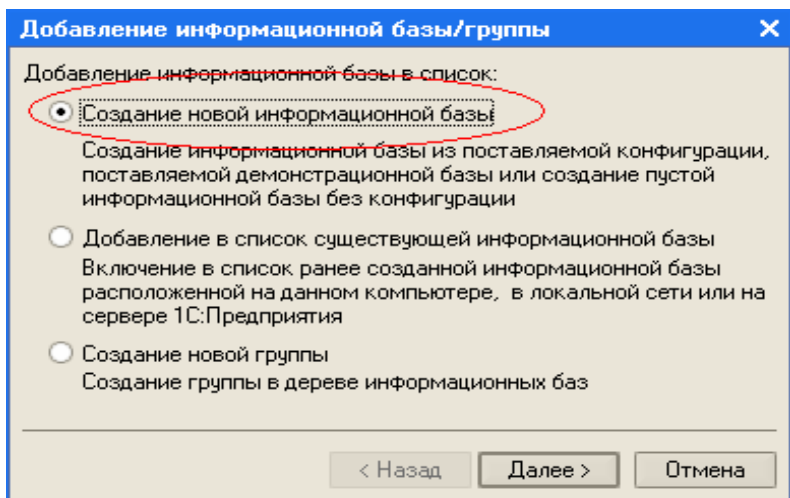 Добавление информационной базы/группы
Добавление информационной базы в список:
Создание новой информационной базы
Создание информационной базы из поставляемой конфигурации,
поставляемой демонстрационной базы или создание пустой
информационной базы без конфигурации
Добавление в список существующей информационной базы
Включение в список ранее созданной информационной базы
расположенной на данном компьютере, в локальной сети или на
сервере 1С:Предприятия
Создание новой группы
Создание группы в дереве информационных баз
< Назад Далее > Отмена